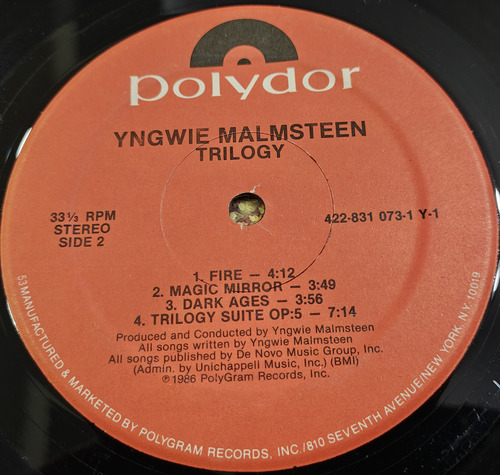 polydor
YNGWIE MALMSTEEN
TRILOGY
33⅓ RPM
STEREO
SIDE 2
422-831 073-1 Y-1
1. FIRE — 4:12
2. MAGIC MIRROR — 3:49
3. DARK AGES — 3:56
4. TRILOGY SUITE OP:5 — 7:14
Produced and Conducted by Yngwie Malmsteen
All songs written by Yngwie Malmsteen
All songs published by De Novo Music Group, Inc.
(Admin. by Unichappell Music, Inc.) (BMI)
℗1986 PolyGram Records, Inc.
53 MANUFACTURED & MARKETED BY POLYGRAM RECORDS, INC./810 SEVENTH AVENUE/NEW YORK, N.Y. 10019